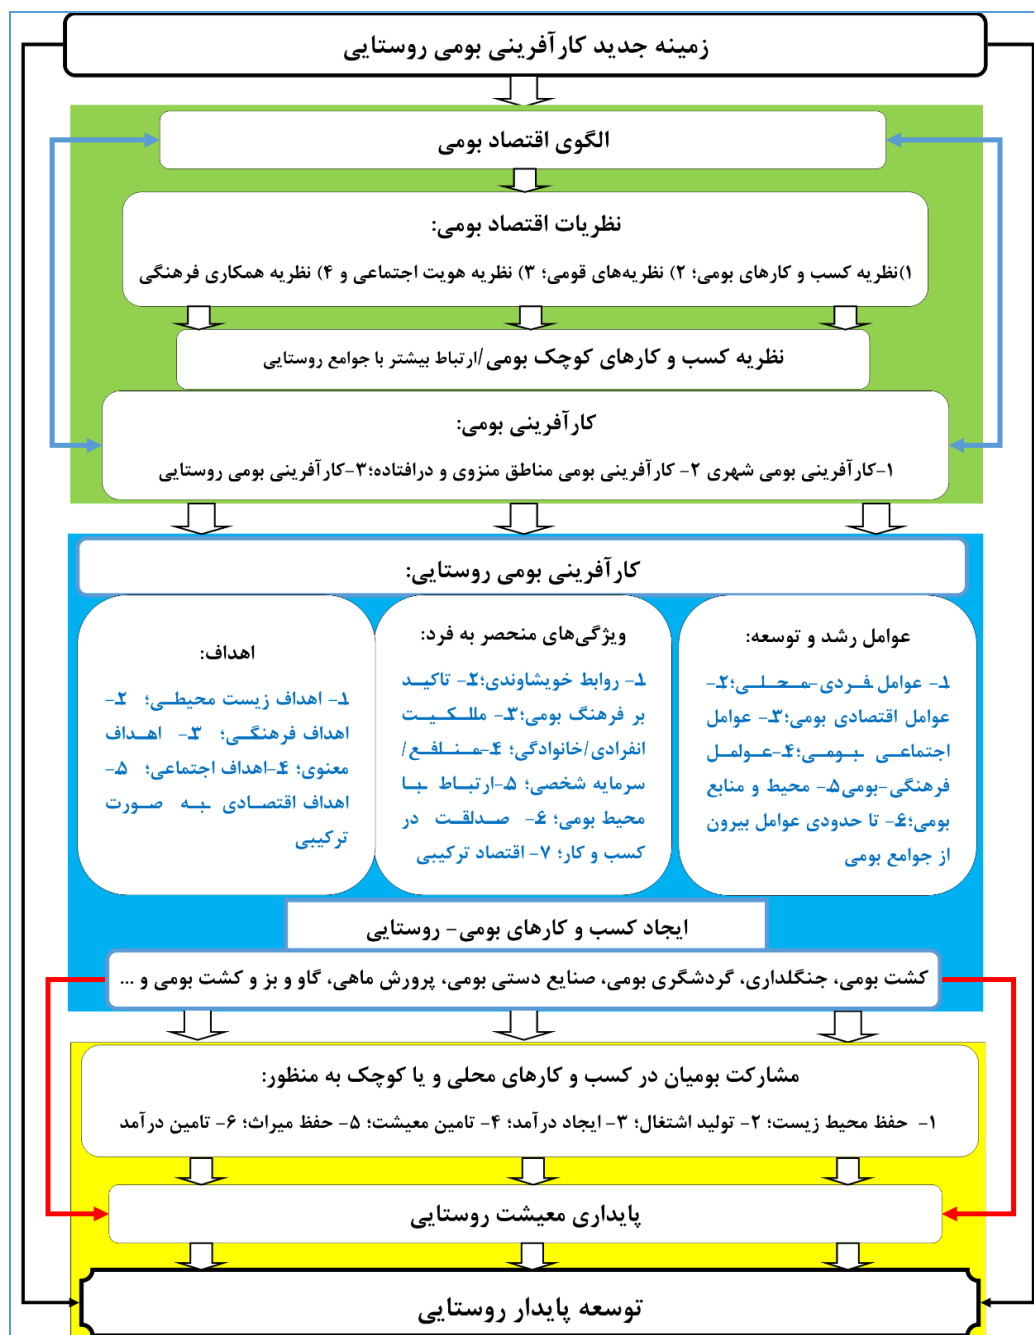 زمینه جدید کارآفرینی بومی روستایی
الگوی اقتصاد بومی
نظریات اقتصاد بومی:
۱)نظریه کسب و کارهای بومی؛ ۲) نظریه‌های قومی؛ ۳) نظریه هویت اجتماعی و ۴) نظریه همکاری فرهنگی
نظریه کسب و کارهای کوچک بومی/ارتباط بیشتر با جوامع روستایی
کارآفرینی بومی:
۱-کارآفرینی بومی شهری ۲- کارآفرینی بومی مناطق منزوی و درافتاده؛۳-کارآفرینی بومی روستایی
کارآفرینی بومی روستایی:
عوامل رشد و توسعه:
۱- عوامل فردی-محلی؛۲-
عوامل اقتصادی بومی؛۳- عوامل
اجتماعی بومی؛۴-عوامل
فرهنگی-بومی۵- محیط و منابع
بومی؛۶- تا حدودی عوامل بیرون
از جوامع بومی
ویژگی‌های منحصر به فرد:
۱- روابط خویشاوندی؛۲- تاکید
بر فرهنگ بومی؛۳- مالکیت
انفرادی/خانوادگی؛ ۴-منافع/
سرمایه شخصی؛ ۵-ارتباط با
محیط بومی؛ ۶- صداقت در
کسب و کار؛ ۷- اقتصاد ترکیبی
اهداف:
۱- اهداف زیست محیطی؛ ۲-
اهداف فرهنگی؛ ۳- اهداف
معنوی؛ ۴-اهداف اجتماعی؛ ۵-
اهداف اقتصادی به صورت
ترکیبی
ایجاد کسب و کارهای بومی- روستایی
کشت بومی، جنگلداری، گردشگری بومی، صنایع دستی بومی، پرورش ماهی، گاو و بز و کشت بومی و ...
مشارکت بومیان در کسب و کارهای محلی و یا کوچک به منظور:
۱- حفظ محیط زیست؛ ۲- تولید اشتغال؛ ۳- ایجاد درآمد؛ ۴- تامین معیشت؛ ۵- حفظ میراث؛ ۶- تامین درآمد
پایداری معیشت روستایی
توسعه پایدار روستایی